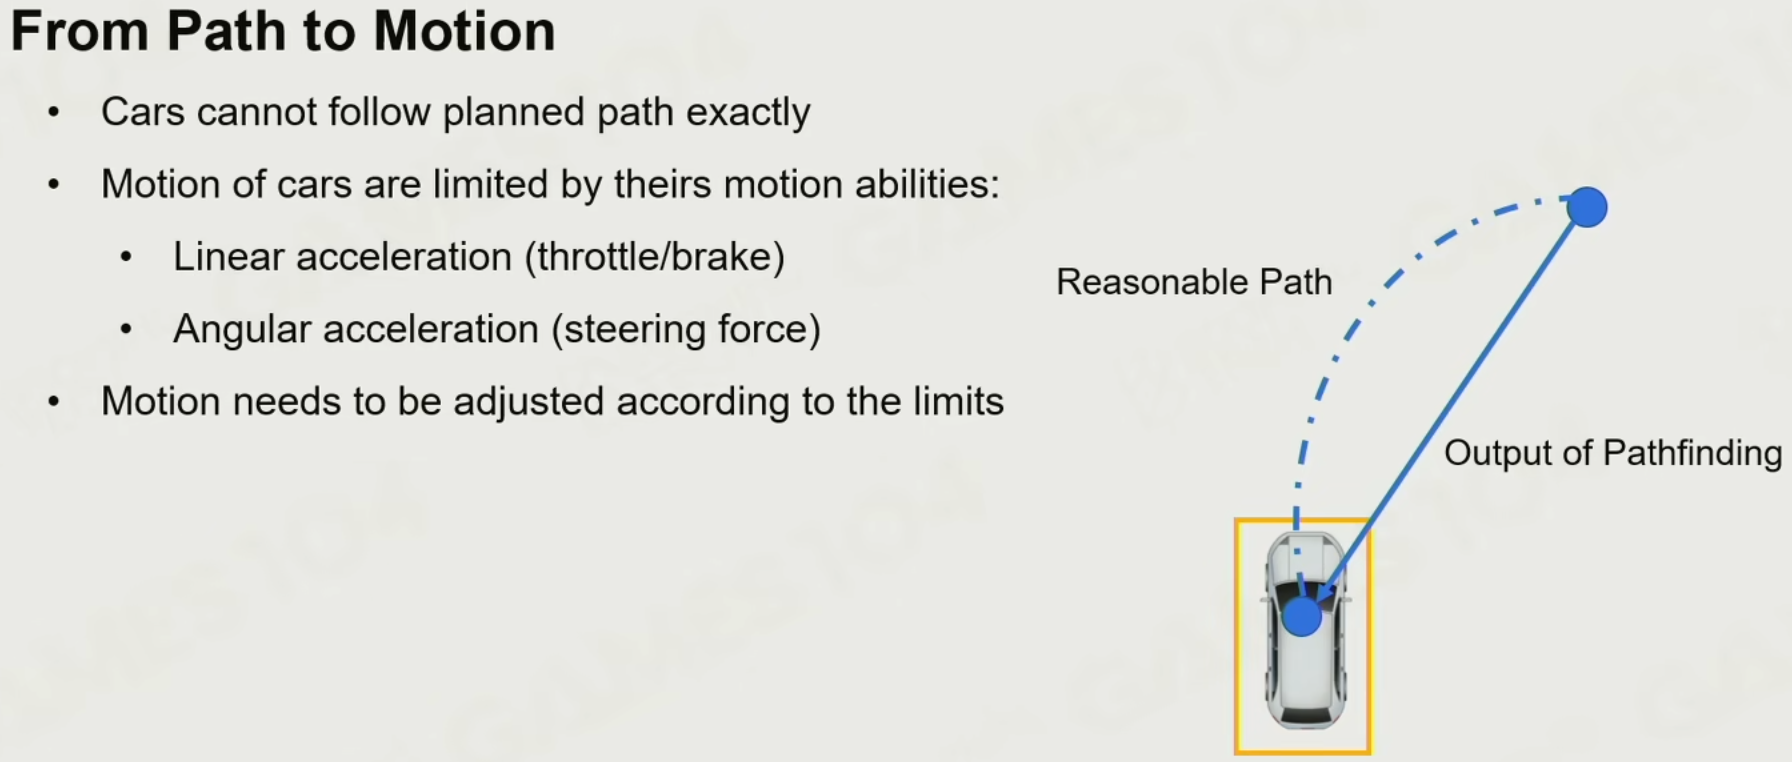 From Path to Motion
• Cars cannot follow planned path exactly
• Motion of cars are limited by theirs motion abilities:
• Linear acceleration (throttle/brake)
• Angular acceleration (steering force)
• Motion needs to be adjusted according to the limits
Reasonable Path
Output of Pathfinding
GAMES 104